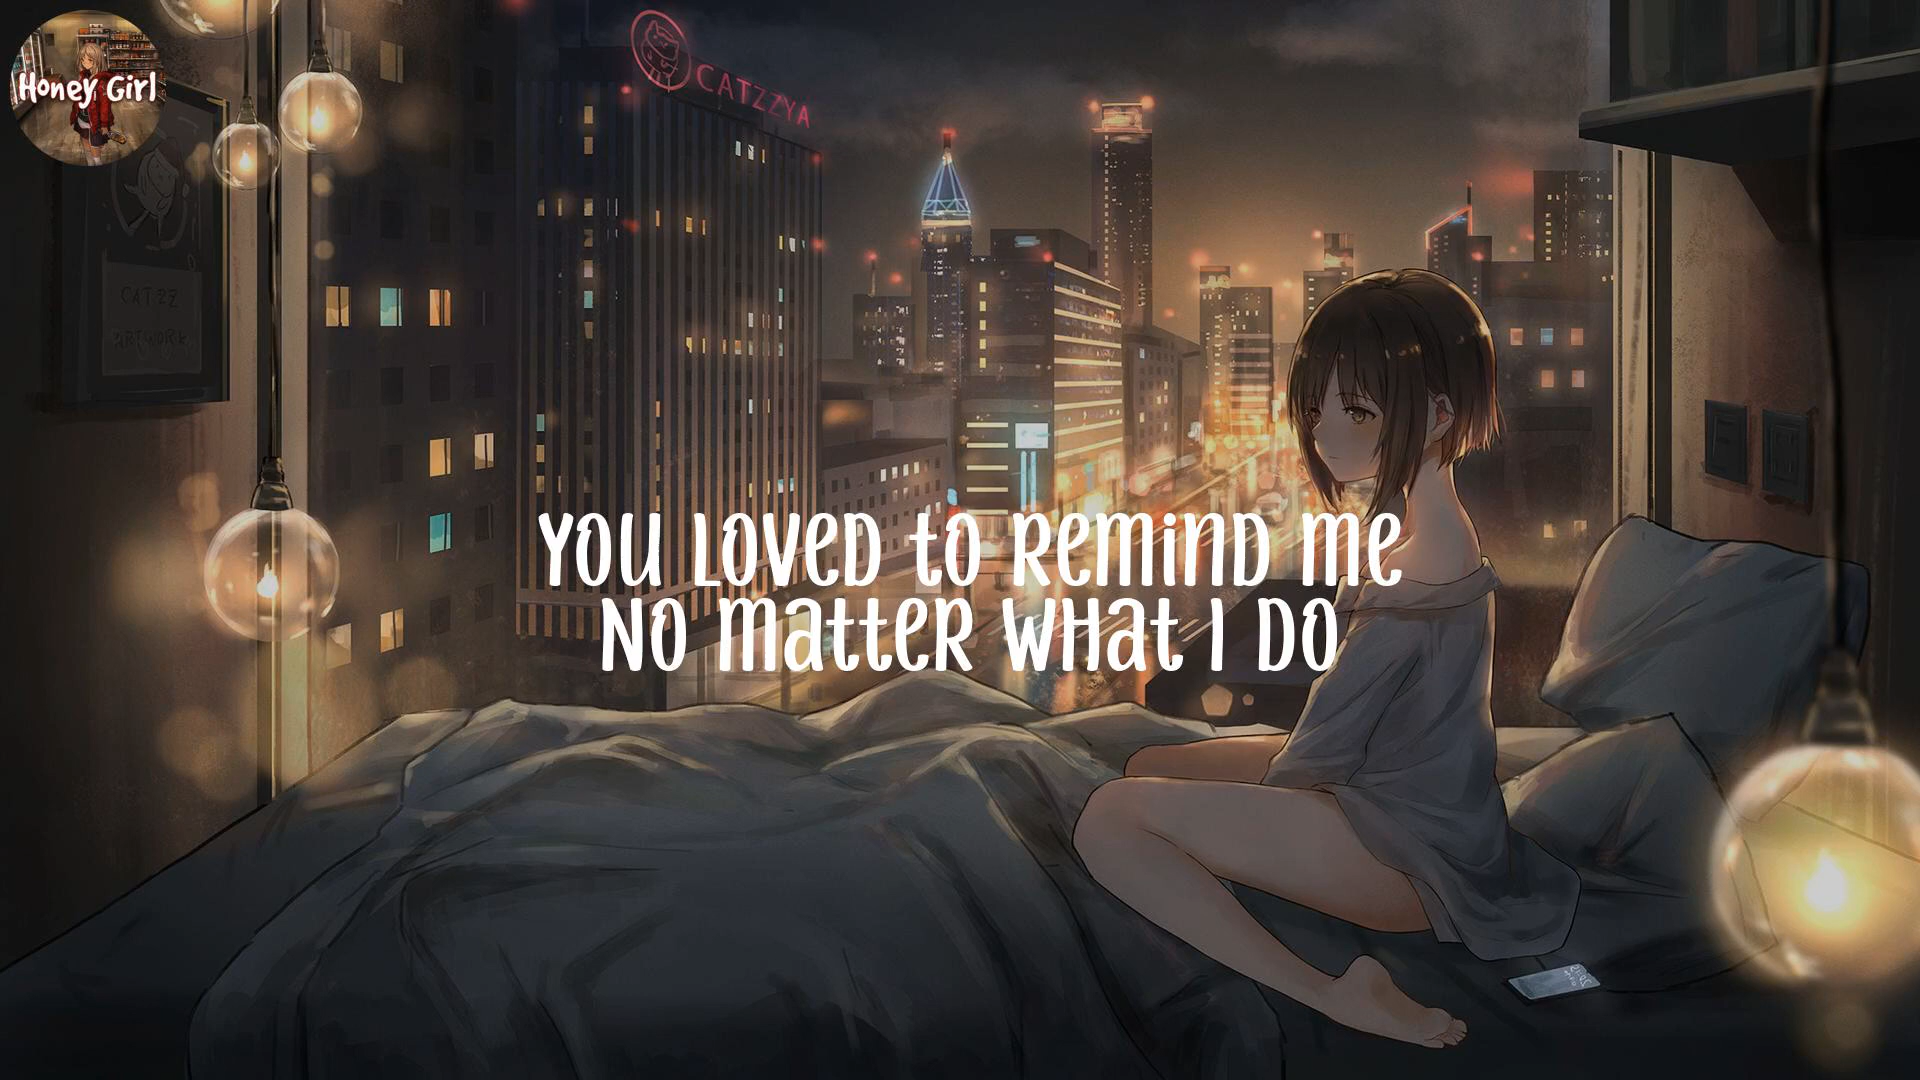 Honey Girl
CATZZYA
CATZZ
ARTWORK
YOU LOVED TO REMIND ME
NO MATTER WHAT I DO